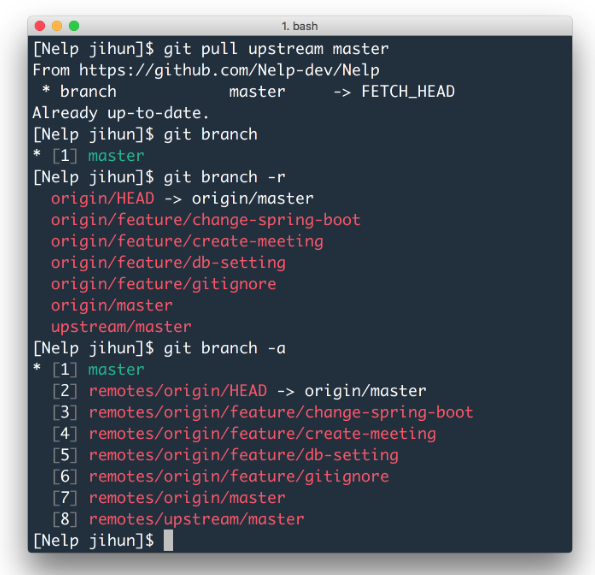 1. bash
[Nelp jihun]$ git pull upstream master
From https://github.com/Nelp-dev/Nelp
 * branch            master     -> FETCH_HEAD
Already up-to-date.
[Nelp jihun]$ git branch
* [1] master
[Nelp jihun]$ git branch -r
  origin/HEAD -> origin/master
  origin/feature/change-spring-boot
  origin/feature/create-meeting
  origin/feature/db-setting
  origin/feature/gitignore
  origin/master
  upstream/master
[Nelp jihun]$ git branch -a
* [1] master
  [2] remotes/origin/HEAD -> origin/master
  [3] remotes/origin/feature/change-spring-boot
  [4] remotes/origin/feature/create-meeting
  [5] remotes/origin/feature/db-setting
  [6] remotes/origin/feature/gitignore
  [7] remotes/origin/master
  [8] remotes/upstream/master
[Nelp jihun]$